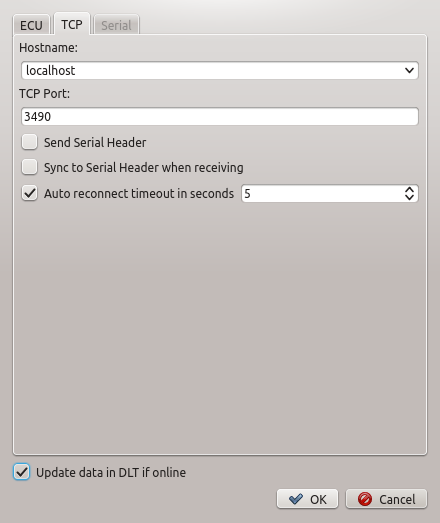 ECU TCP Serial
Hostname:
localhost
TCP Port:
3490
Send Serial Header
Sync to Serial Header when receiving
Auto reconnect timeout in seconds 5
Update data in DLT if online
OK Cancel